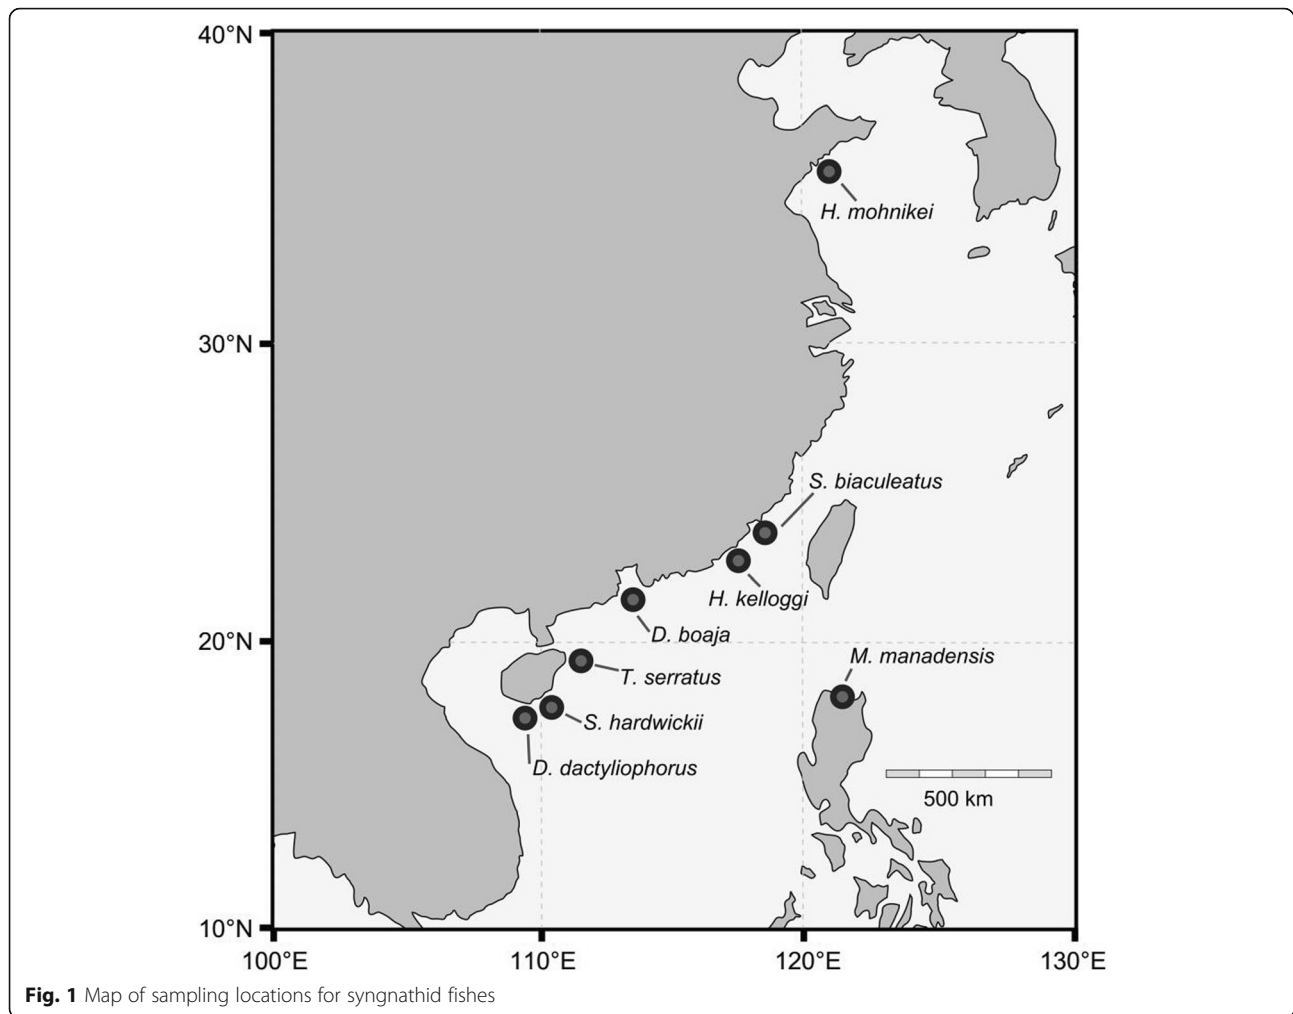 40°N
H. mohnikei
30°N
S. biaculeatus
H. kelloggi
D. boaja
20°N
M. manadensis
T. serratus
S. hardwickii
D. dactyliophorus
500 km
10°N
100°E 110°E 120°E 130°E
Fig. 1 Map of sampling locations for syngnathid fishes